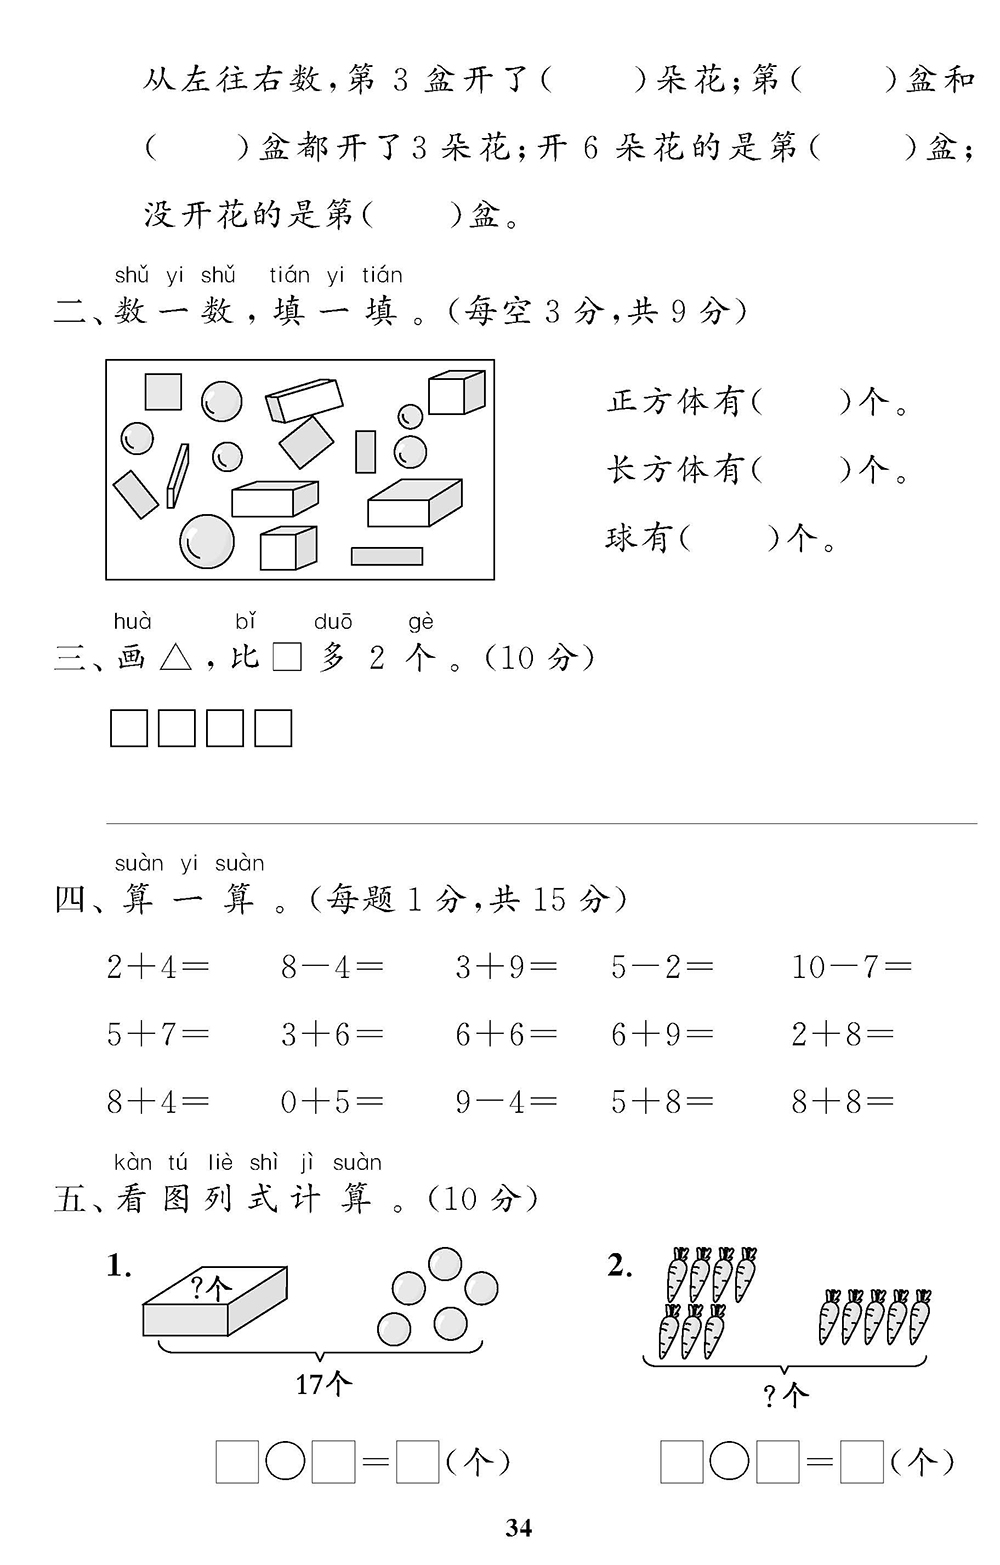 从左往右数,第 3 盆开了(　　)朵花;第(　　)盆和
(　　)盆都开了3 朵花;开 6 朵花的是第(　　)盆;
没开花的是第(　　)盆。
shǔ yi shǔ tián yi tián
二、数一数,填一填。(每空 3 分,共 9 分)
正方体有(　　)个。
长方体有(　　)个。
球有(　　)个。
huà bǐ duō gè
三、画△,比□多 2 个。(10 分)
□□□□
suàn yi suàn
四、算一算。(每题 1 分,共 15 分)
2+4= 8-4= 3+9= 5-2= 10-7=
5+7= 3+6= 6+6= 6+9= 2+8=
8+4= 0+5= 9-4= 5+8= 8+8=
kàn tú liè shì jì suàn
五、看图列式计算。(10 分)
1. ?个
17个
□○□=□(个)
2.
?个
□○□=□(个)
34